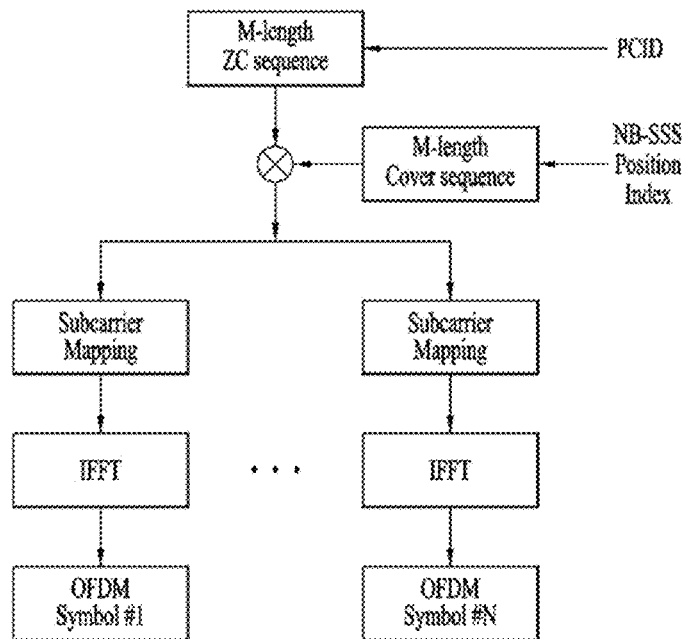 M-length
ZC sequence
PCID
M-length
Cover sequence
NB-SSS
Position
Index
Subcarrier
Mapping
Subcarrier
Mapping
IFFT
. . .
IFFT
OFDM
Symbol #1
OFDM
Symbol #N